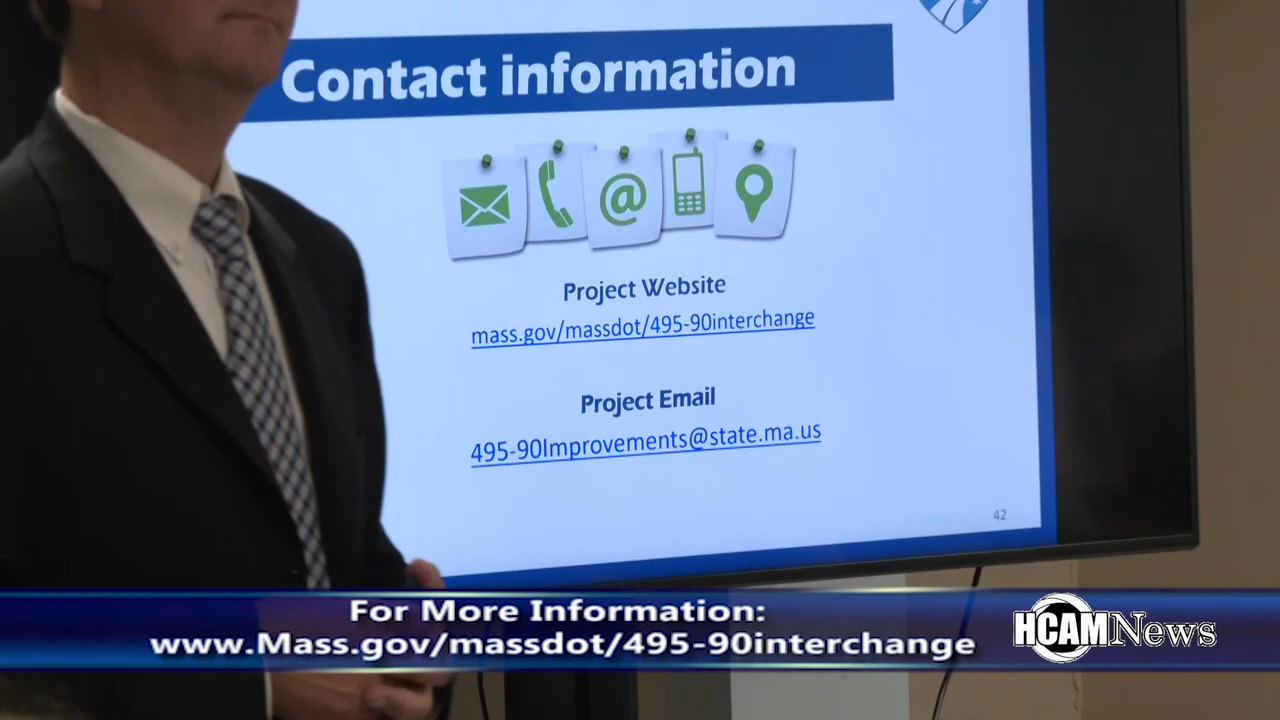 Contact information
@
Project Website
mass.gov/massdot/495-90interchange
Project Email
495-90Improvements@state.ma.us
42
For More Information:
www.Mass.gov/massdot/495-90interchange
HCAMNews